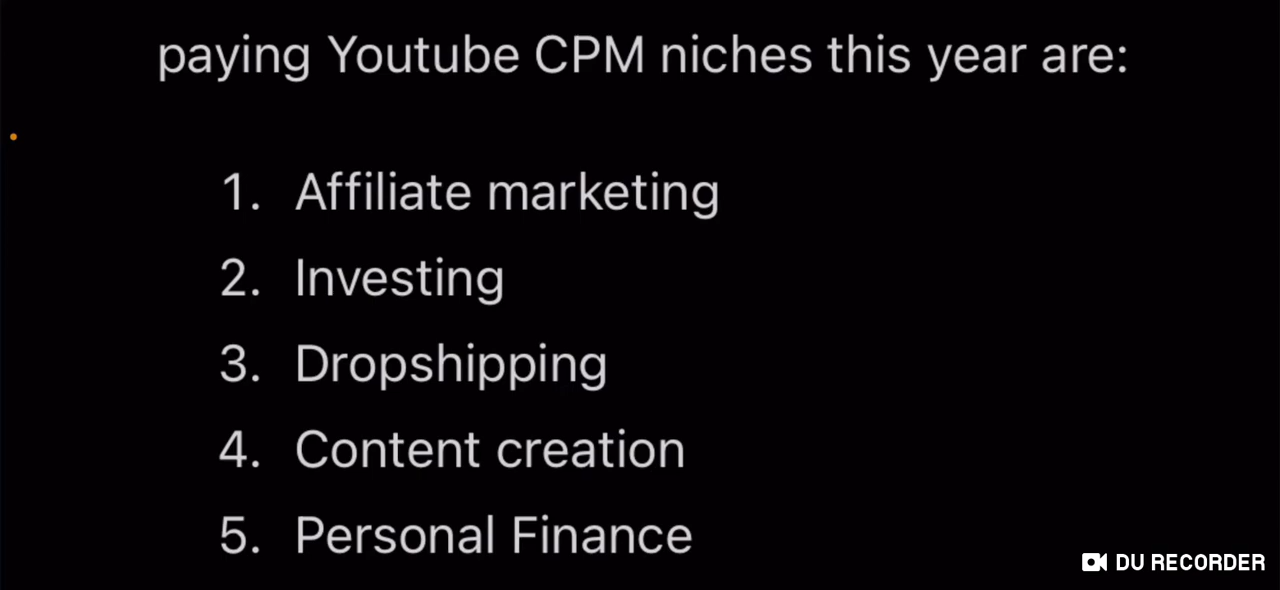 paying Youtube CPM niches this year are:
1. Affiliate marketing
2. Investing
3. Dropshipping
4. Content creation
5. Personal Finance
DU RECORDER